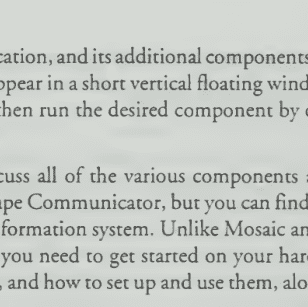 cation, and its additional components
ppear in a short vertical floating wind
then run the desired component by
cuss all of the various components
ape Communicator, but you can find
formation system. Unlike Mosaic an
you need to get started on your har
, and how to set up and use them, alo